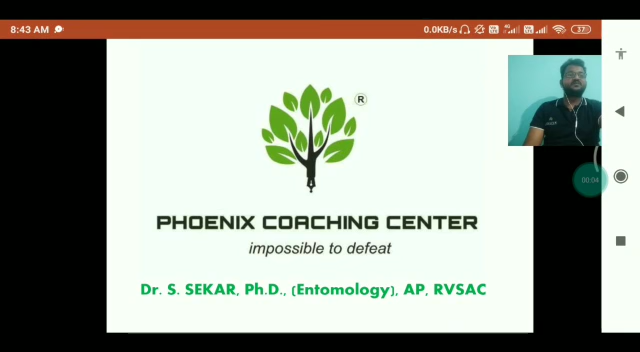 8:43 AM
0.0KB/s
4G
37
R
PHOENIX COACHING CENTER
impossible to defeat
Dr. S. SEKAR, Ph.D., (Entomology), AP, RVSAC
00:04